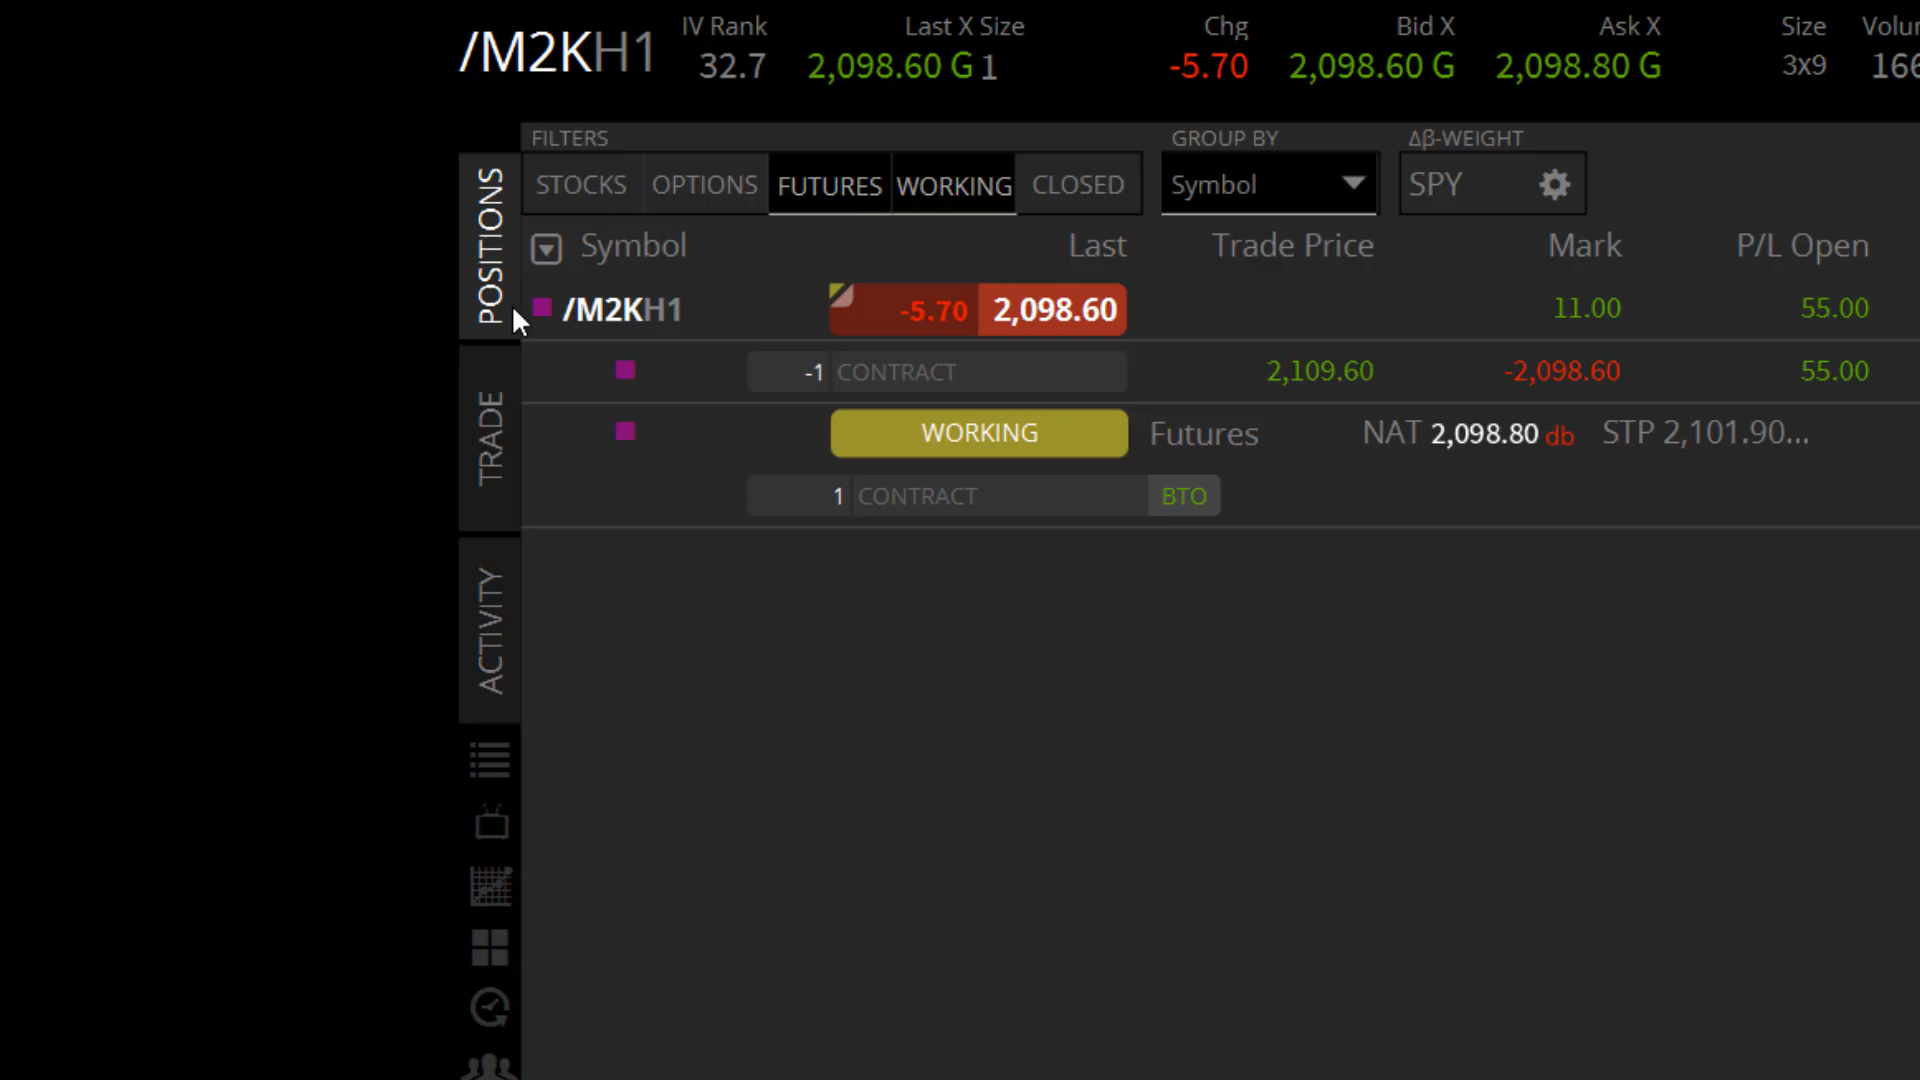 /M2KH1
IV Rank
32.7
Last X Size
2,098.60 G 1
Chg
-5.70
Bid X
2,098.60 G
Ask X
2,098.80 G
Size
3x9
FILTERS
GROUP BY
Δβ-WEIGHT
STOCKS OPTIONS FUTURES WORKING CLOSED Symbol SPY
POSITIONS
TRADE
ACTIVITY
Symbol Last Trade Price Mark P/L Open
/M2KH1 -5.70 2,098.60 11.00 55.00
-1 CONTRACT 2,109.60 -2,098.60 55.00
WORKING Futures NAT 2,098.80 db STP 2,101.90...
1 CONTRACT BTO